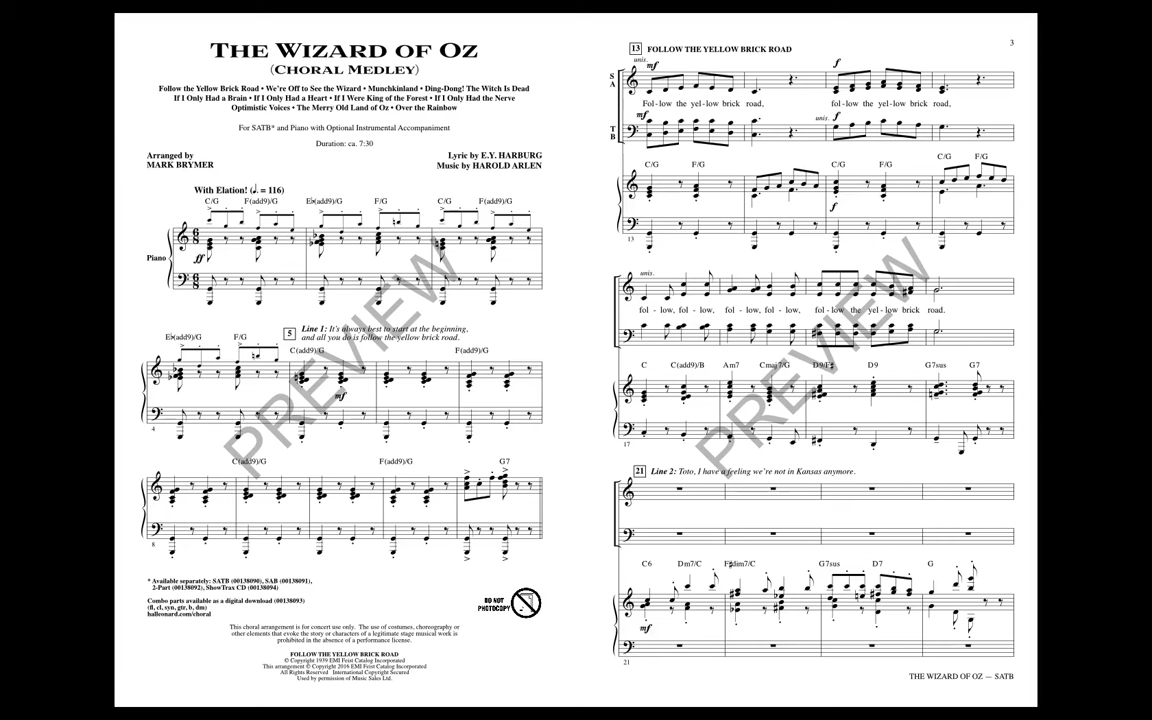 THE WIZARD OF OZ
(CHORAL MEDLEY)
Follow the Yellow Brick Road • We're Off to See the Wizard • Munchkinland • Ding-Dong! The Witch Is Dead
If I Only Had a Brain • If I Only Had a Heart • If I Were King of the Forest • If I Only Had the Nerve
Optimistic Voices • The Merry Old Land of Oz • Over the Rainbow
For SATB* and Piano with Optional Instrumental Accompaniment
Duration: ca. 7:30
Arranged by
MARK BRYMER
Lyric by E.Y. HARBURG
Music by HAROLD ARLEN
With Elation! (♩. = 116)
C/G F(add9)/G E♭(add9)/G F/G C/G F(add9)/G
Piano
ff
E♭(add9)/G F/G
5 Line 1: It's always best to start at the beginning,
and all you do is follow the yellow brick road.
C(add9)/G F(add9)/G
mf
4
C(add9)/G F(add9)/G G7
8
* Available separately: SATB (00138090), SAB (00138091),
2-Part (00138092), ShowTrax CD (00138094)
Combo parts available as a digital download (00138093)
(fl, cl, syn, gtr, b, dm)
halleonard.com/choral
DO NOT
PHOTOCOPY
This choral arrangement is for concert use only. The use of costumes, choreography or
other elements that evoke the story or characters of a legitimate stage musical work is
prohibited in the absence of a performance license.
FOLLOW THE YELLOW BRICK ROAD
© Copyright 1939 EMI Feist Catalog Incorporated
This arrangement © Copyright 2016 EMI Feist Catalog Incorporated
All Rights Reserved International Copyright Secured
Used by permission of Music Sales Ltd.
PREVIEW
3
13 FOLLOW THE YELLOW BRICK ROAD
unis. mf f
S
A
Fol - low the yel - low brick road, fol - low the yel - low brick road,
mf unis. f
T
B
C/G F/G C/G F/G C/G F/G
f
13
unis.
fol - low, fol - low, fol - low, fol - low, fol - low the yel - low brick road.
C C(add9)/B Am7 Cmaj7/G D9/F♯ D9 G7sus G7
17
21 Line 2: Toto, I have a feeling we're not in Kansas anymore.
C6 Dm7/C F♯dim7/C G7sus D7 G
mf
21
THE WIZARD OF OZ — SATB
PREVIEW